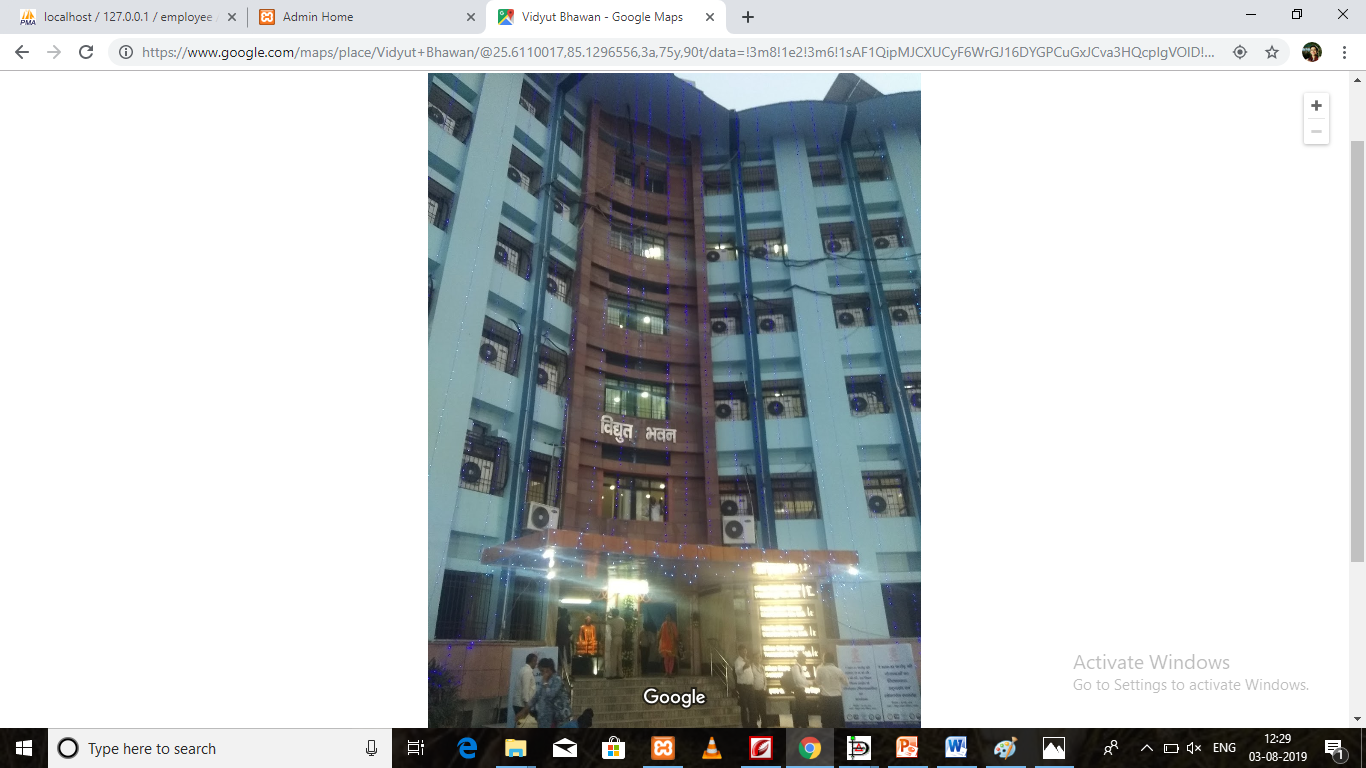 localhost / 127.0.0.1 / employee
Admin Home
Vidyut Bhawan - Google Maps
https://www.google.com/maps/place/Vidyut+Bhawan/@25.6110017,85.1296556,3a,75y,90t/data=!3m8!1e2!3m6!1sAF1QipMJCXUCyF6WrGJ16DYGPCuGxJCva3HQcpIgVOID!...
विद्युत भवन
Google
Activate Windows
Go to Settings to activate Windows.
Type here to search
ENG
12:29
03-08-2019
1